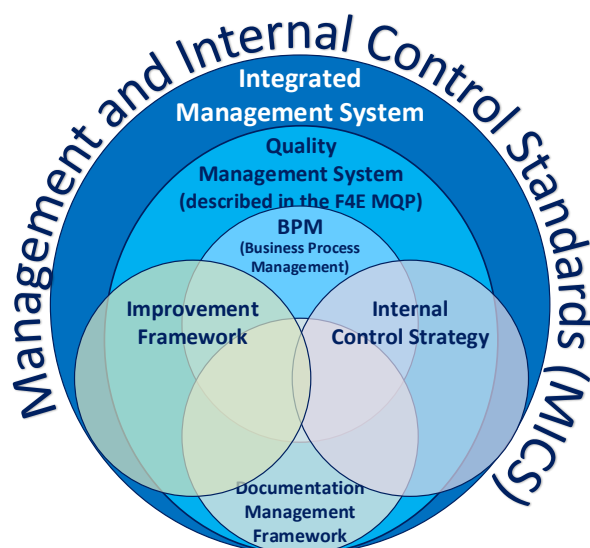 Management and Internal Control Standards (MICS)
Integrated
Management System
Quality
Management System
(described in the F4E MQP)
BPM
(Business Process
Management)
Improvement
Framework
Internal
Control Strategy
Documentation
Management
Framework